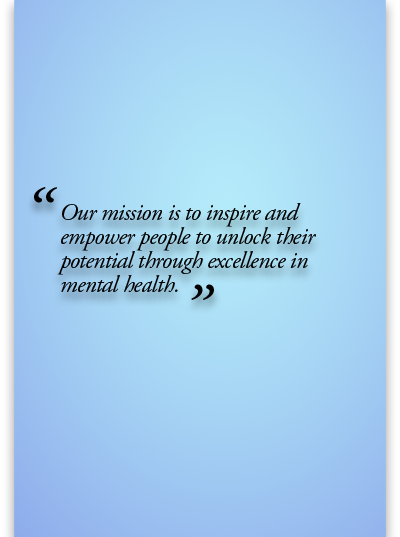 “Our mission is to inspire and
empower people to unlock their
potential through excellence in
mental health.”